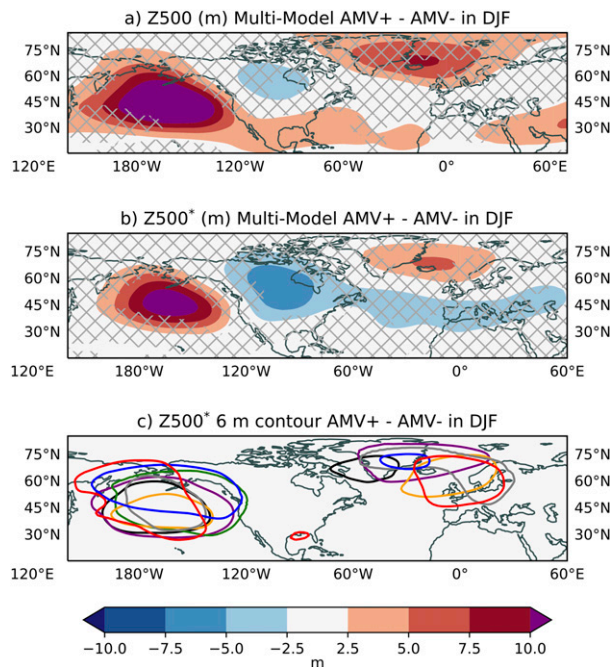 a) Z500 (m) Multi-Model AMV+ - AMV- in DJF
75°N 75°N
60°N 60°N
45°N 45°N
30°N 30°N
120°E 180°W 120°W 60°W 0° 60°E
b) Z500* (m) Multi-Model AMV+ - AMV- in DJF
75°N 75°N
60°N 60°N
45°N 45°N
30°N 30°N
120°E 180°W 120°W 60°W 0° 60°E
c) Z500* 6 m contour AMV+ - AMV- in DJF
75°N 75°N
60°N 60°N
45°N 45°N
30°N 30°N
120°E 180°W 120°W 60°W 0° 60°E
−10.0 −7.5 −5.0 −2.5 2.5 5.0 7.5 10.0
m